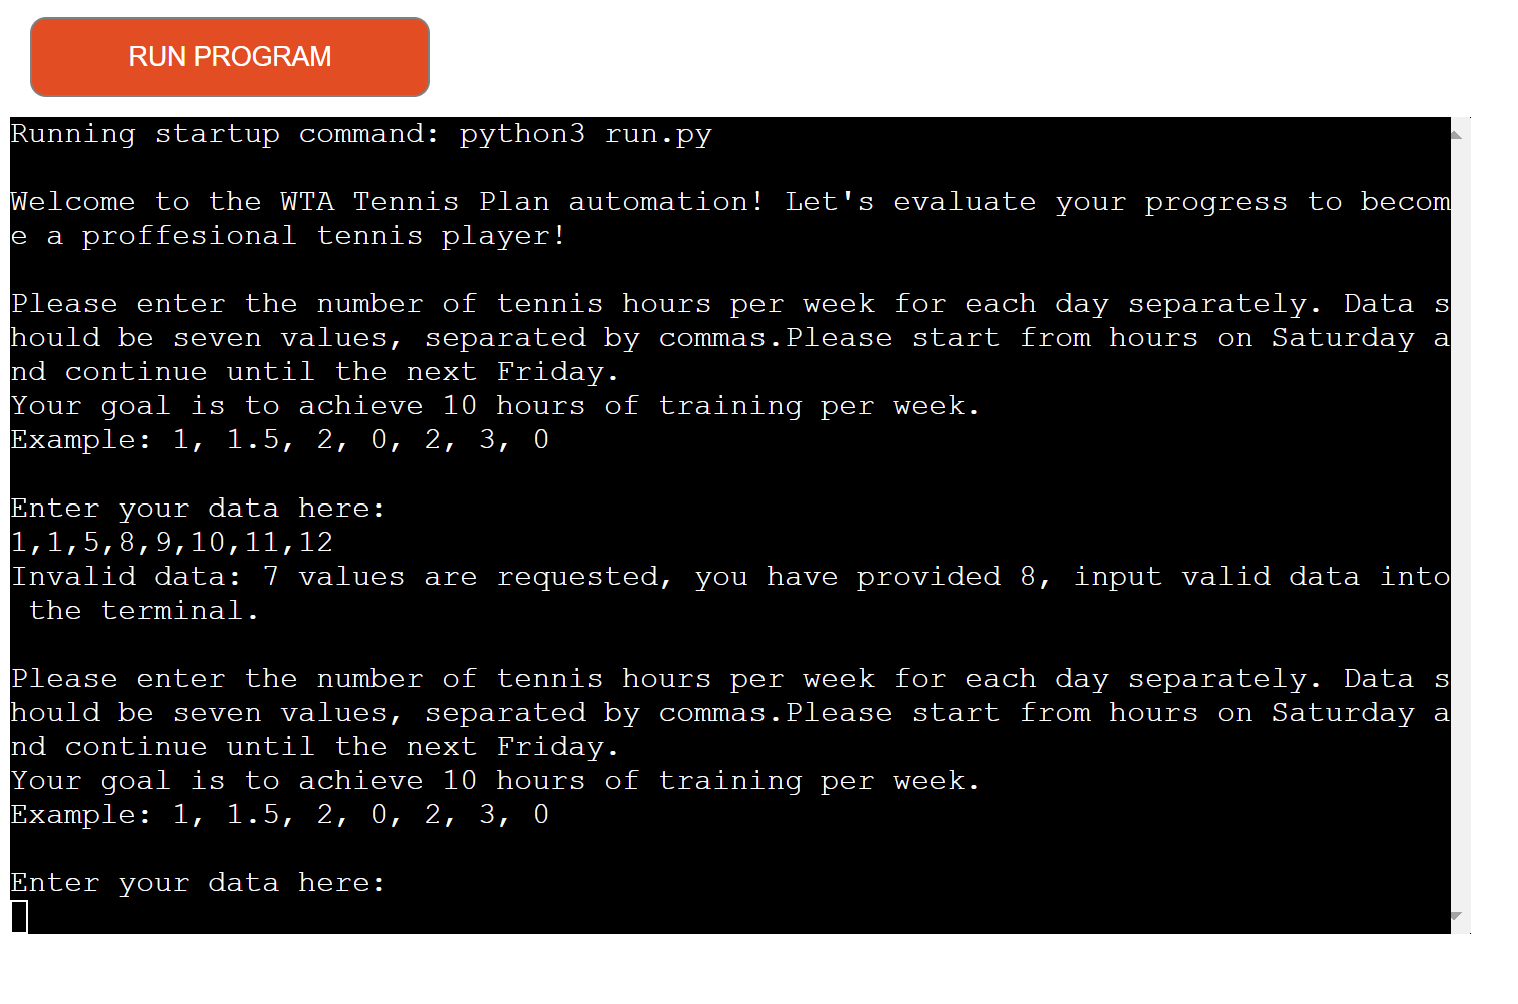 RUN PROGRAM
Running startup command: python3 run.py
Welcome to the WTA Tennis Plan automation! Let's evaluate your progress to becom
e a proffesional tennis player!
Please enter the number of tennis hours per week for each day separately. Data s
hould be seven values, separated by commas.Please start from hours on Saturday a
nd continue until the next Friday.
Your goal is to achieve 10 hours of training per week.
Example: 1, 1.5, 2, 0, 2, 3, 0
Enter your data here:
1,1,5,8,9,10,11,12
Invalid data: 7 values are requested, you have provided 8, input valid data into
 the terminal.
Please enter the number of tennis hours per week for each day separately. Data s
hould be seven values, separated by commas.Please start from hours on Saturday a
nd continue until the next Friday.
Your goal is to achieve 10 hours of training per week.
Example: 1, 1.5, 2, 0, 2, 3, 0
Enter your data here: